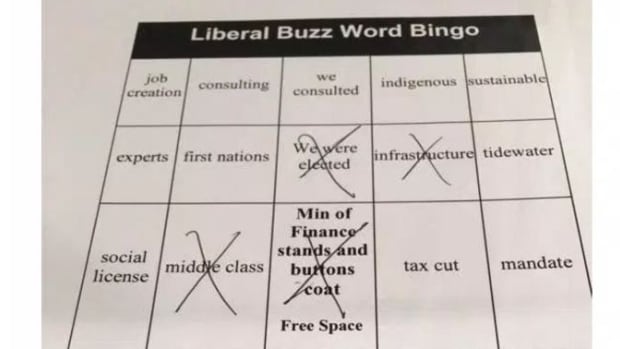 Liberal Buzz Word Bingo
job
creation
consulting
we
consulted
indigenous
sustainable
experts
first nations
We were
elected
infrastructure
tidewater
social
license
middle class
Min of
Finance
stands and
buttons
coat
Free Space
tax cut
mandate